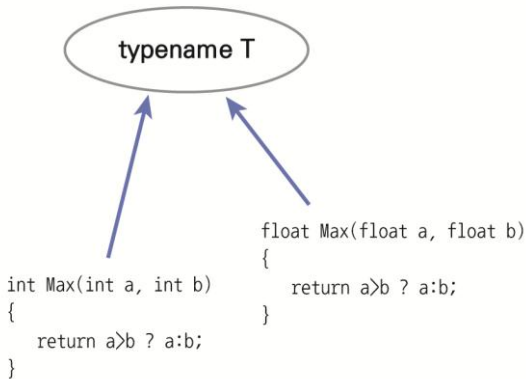 typename T
float Max(float a, float b)
{
return a>b ? a:b;
}
int Max(int a, int b)
{
return a>b ? a:b;
}